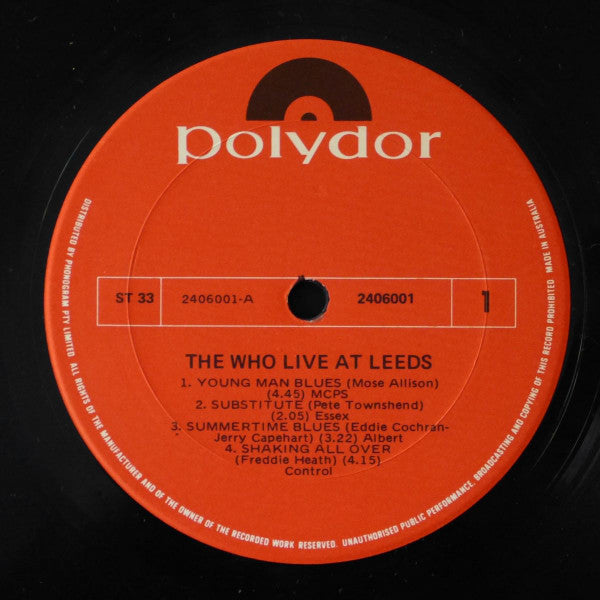 polydor
ST 33
2406001-A
2406001
1
THE WHO LIVE AT LEEDS
1. YOUNG MAN BLUES (Mose Allison)
(4.45) MCPS
2. SUBSTITUTE (Pete Townshend)
(2.05) Essex
3. SUMMERTIME BLUES (Eddie Cochran-
Jerry Capehart) (3.22) Albert
4. SHAKING ALL OVER
(Freddie Heath) (4.15)
Control
DISTRIBUTED BY PHONOGRAM PTY LIMITED. ALL RIGHTS OF THE MANUFACTURER AND OF THE OWNER OF THE RECORDED WORK RESERVED. UNAUTHORISED PUBLIC PERFORMANCE, BROADCASTING AND COPYING OF THIS RECORD PROHIBITED. MADE IN AUSTRALIA